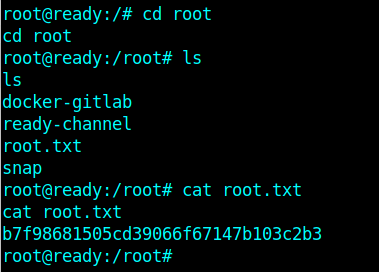 root@ready:/# cd root
cd root
root@ready:/root# ls
ls
docker-gitlab
ready-channel
root.txt
snap
root@ready:/root# cat root.txt
cat root.txt
b7f98681505cd39066f67147b103c2b3
root@ready:/root#